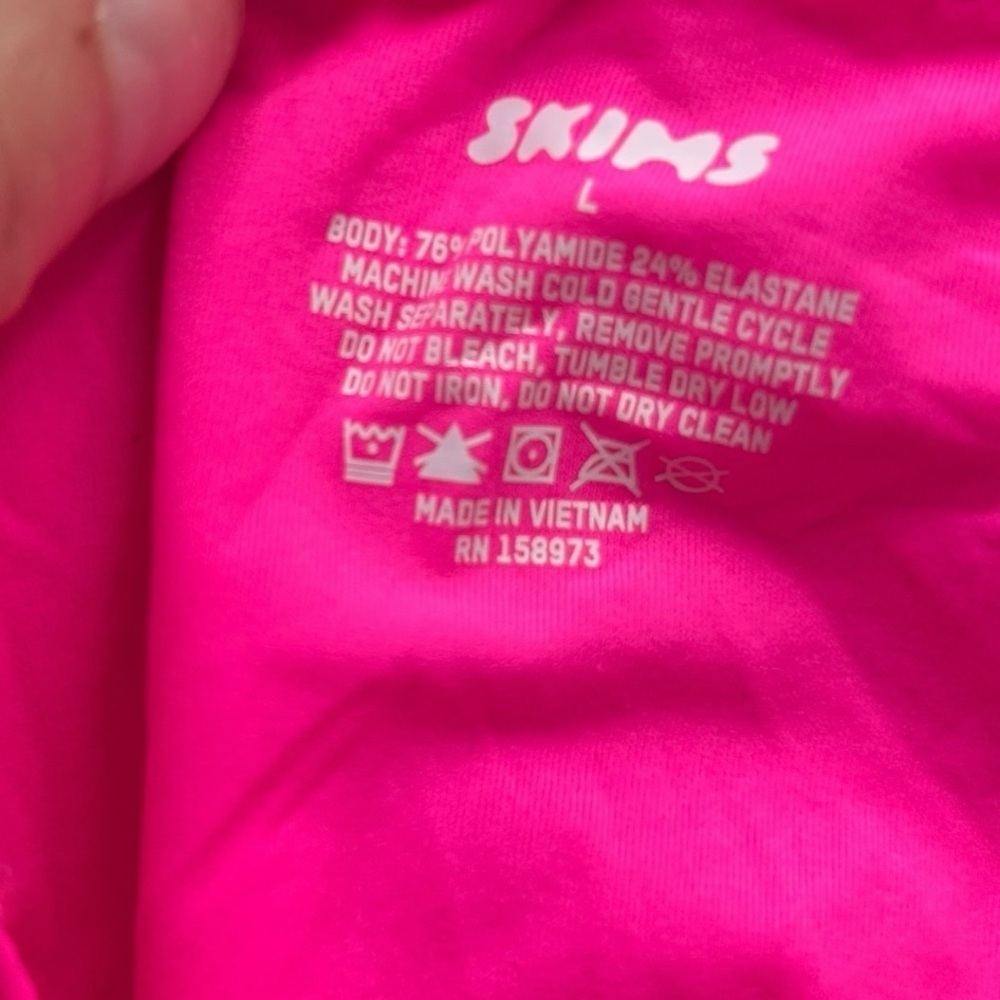 SKIMS
L
BODY: 76% POLYAMIDE 24% ELASTANE
MACHINE WASH COLD GENTLE CYCLE
WASH SEPARATELY, REMOVE PROMPTLY
DO NOT BLEACH, TUMBLE DRY LOW
DO NOT IRON, DO NOT DRY CLEAN
MADE IN VIETNAM
RN 158973